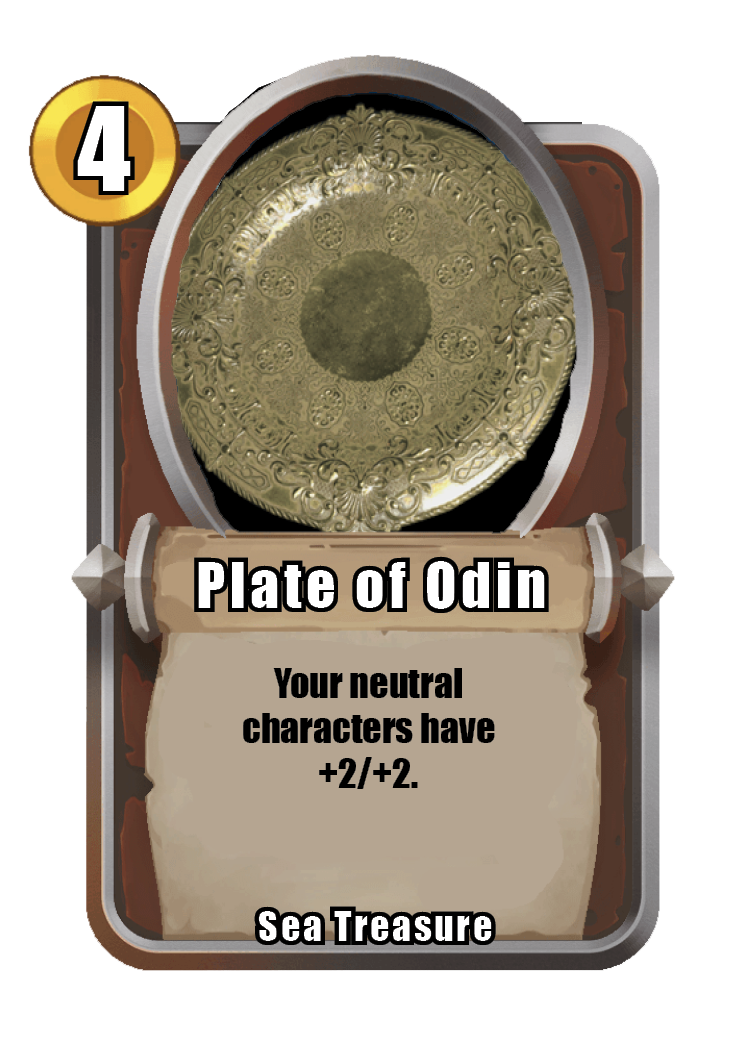 4
Plate of Odin
Your neutral
characters have
+2/+2.
Sea Treasure